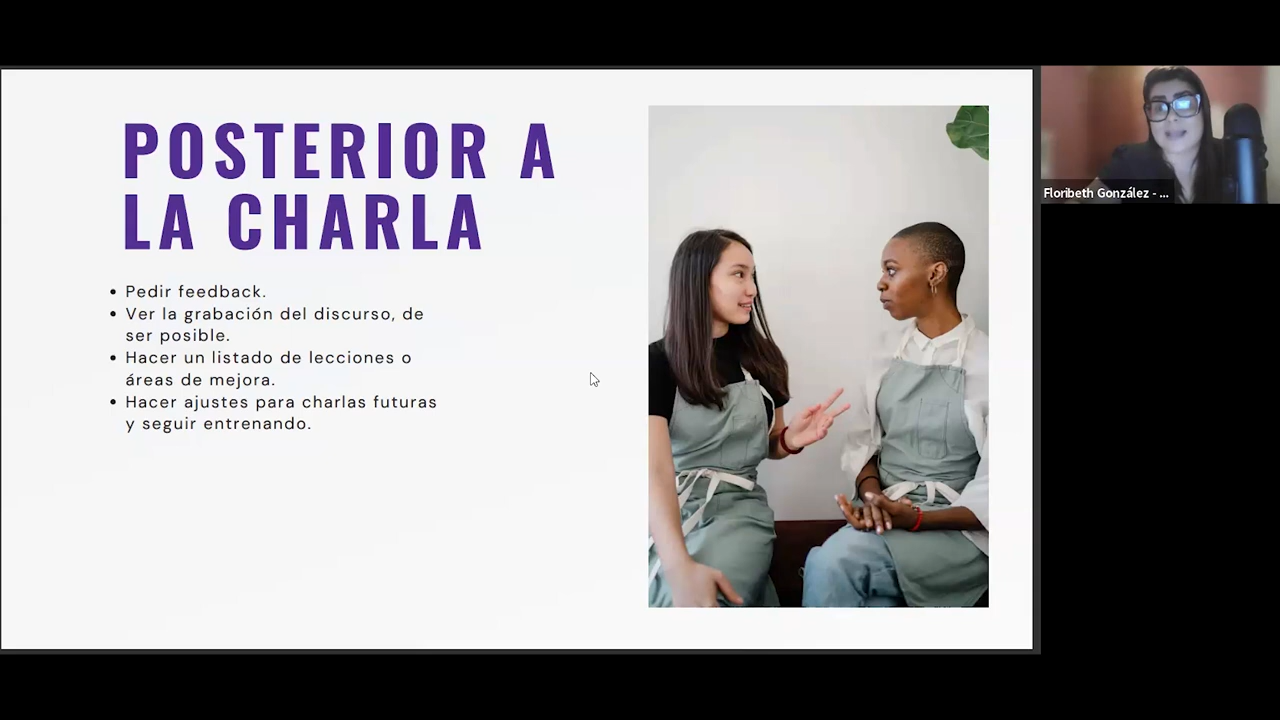 POSTERIOR A
LA CHARLA
• Pedir feedback.
• Ver la grabación del discurso, de
ser posible.
• Hacer un listado de lecciones o
áreas de mejora.
• Hacer ajustes para charlas futuras
y seguir entrenando.
Floribeth González - ...